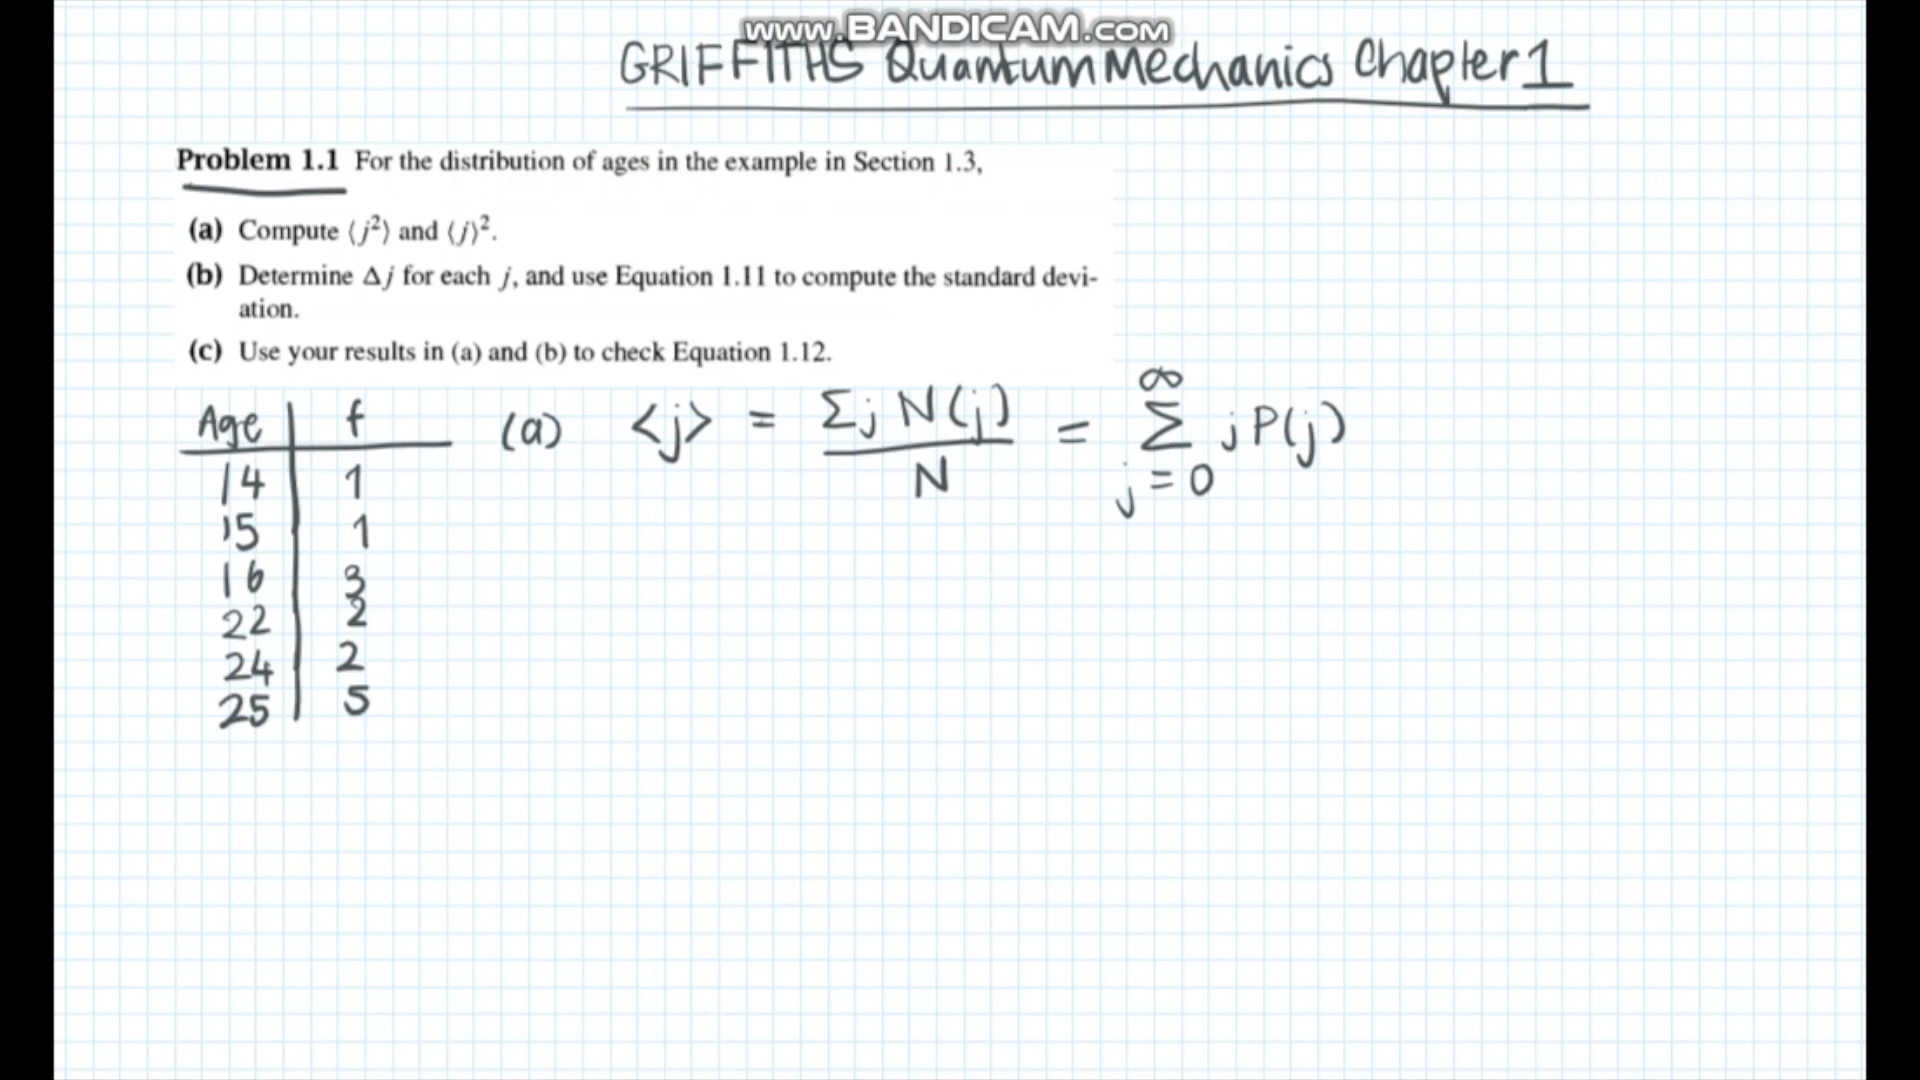 www.BANDICAM.com
GRIFFITHS Quantum Mechanics Chapter 1
Problem 1.1 For the distribution of ages in the example in Section 1.3,
(a) Compute ⟨j²⟩ and ⟨j⟩².
(b) Determine Δj for each j, and use Equation 1.11 to compute the standard devi-
ation.
(c) Use your results in (a) and (b) to check Equation 1.12.
Age f
14 1
15 1
16 3
22 2
24 2
25 5
(a) <j> = Σj N(j) / N = ∞ Σ j=0 j P(j)